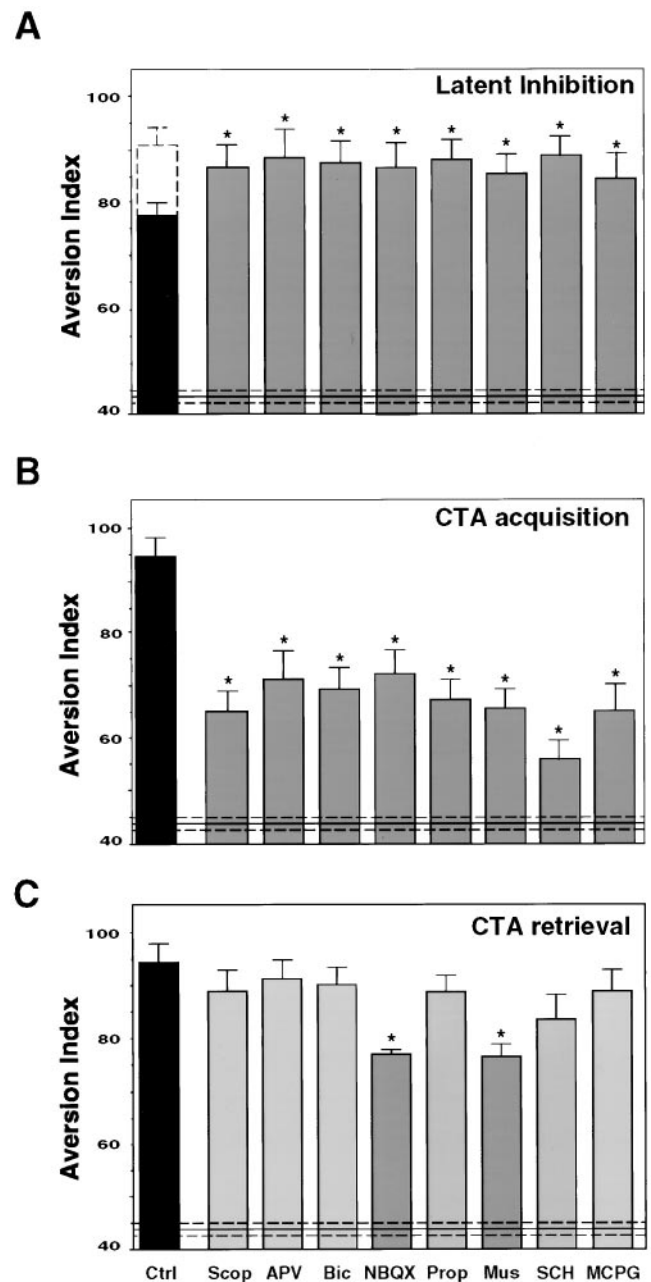 A
Latent Inhibition
Aversion Index
100
80
60
40
* * * * * * * *
B
CTA acquisition
Aversion Index
100
80
60
40
* * * * * * * *
C
CTA retrieval
Aversion Index
100
80
60
40
* *
Ctrl Scop APV Bic NBQX Prop Mus SCH MCPG